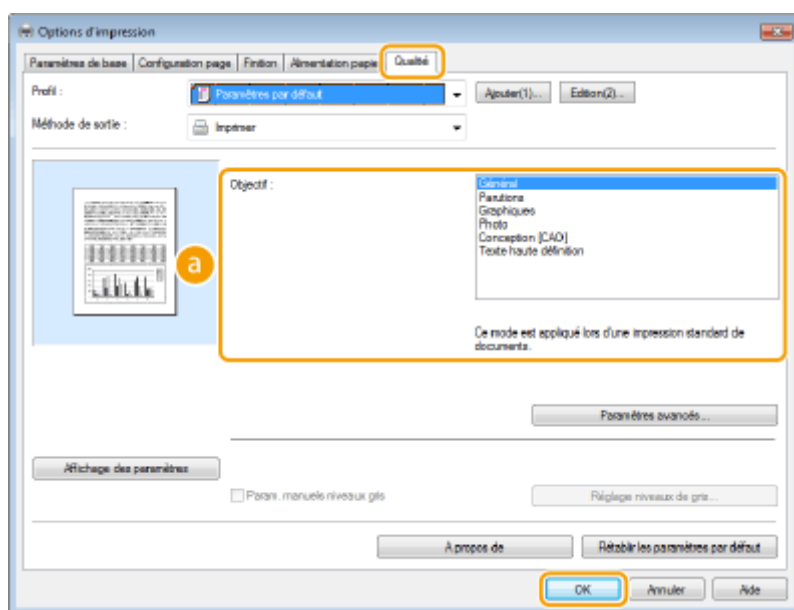 Options d'impression
Paramètres de base Configuration page Finition Alimentation papier Qualité
Profil : Paramètres par défaut Ajouter(1)... Edition(2)...
Méthode de sortie : Imprimer
Objectif :
Général
Parutions
Graphiques
Photo
Conception [CAO]
Texte haute définition
a
Ce mode est appliqué lors d'une impression standard de
documents.
Paramètres avancés...
Affichage des paramètres
Param. manuels niveaux gris Réglage niveaux de gris...
A propos de Rétablir les paramètres par défaut
OK Annuler Aide